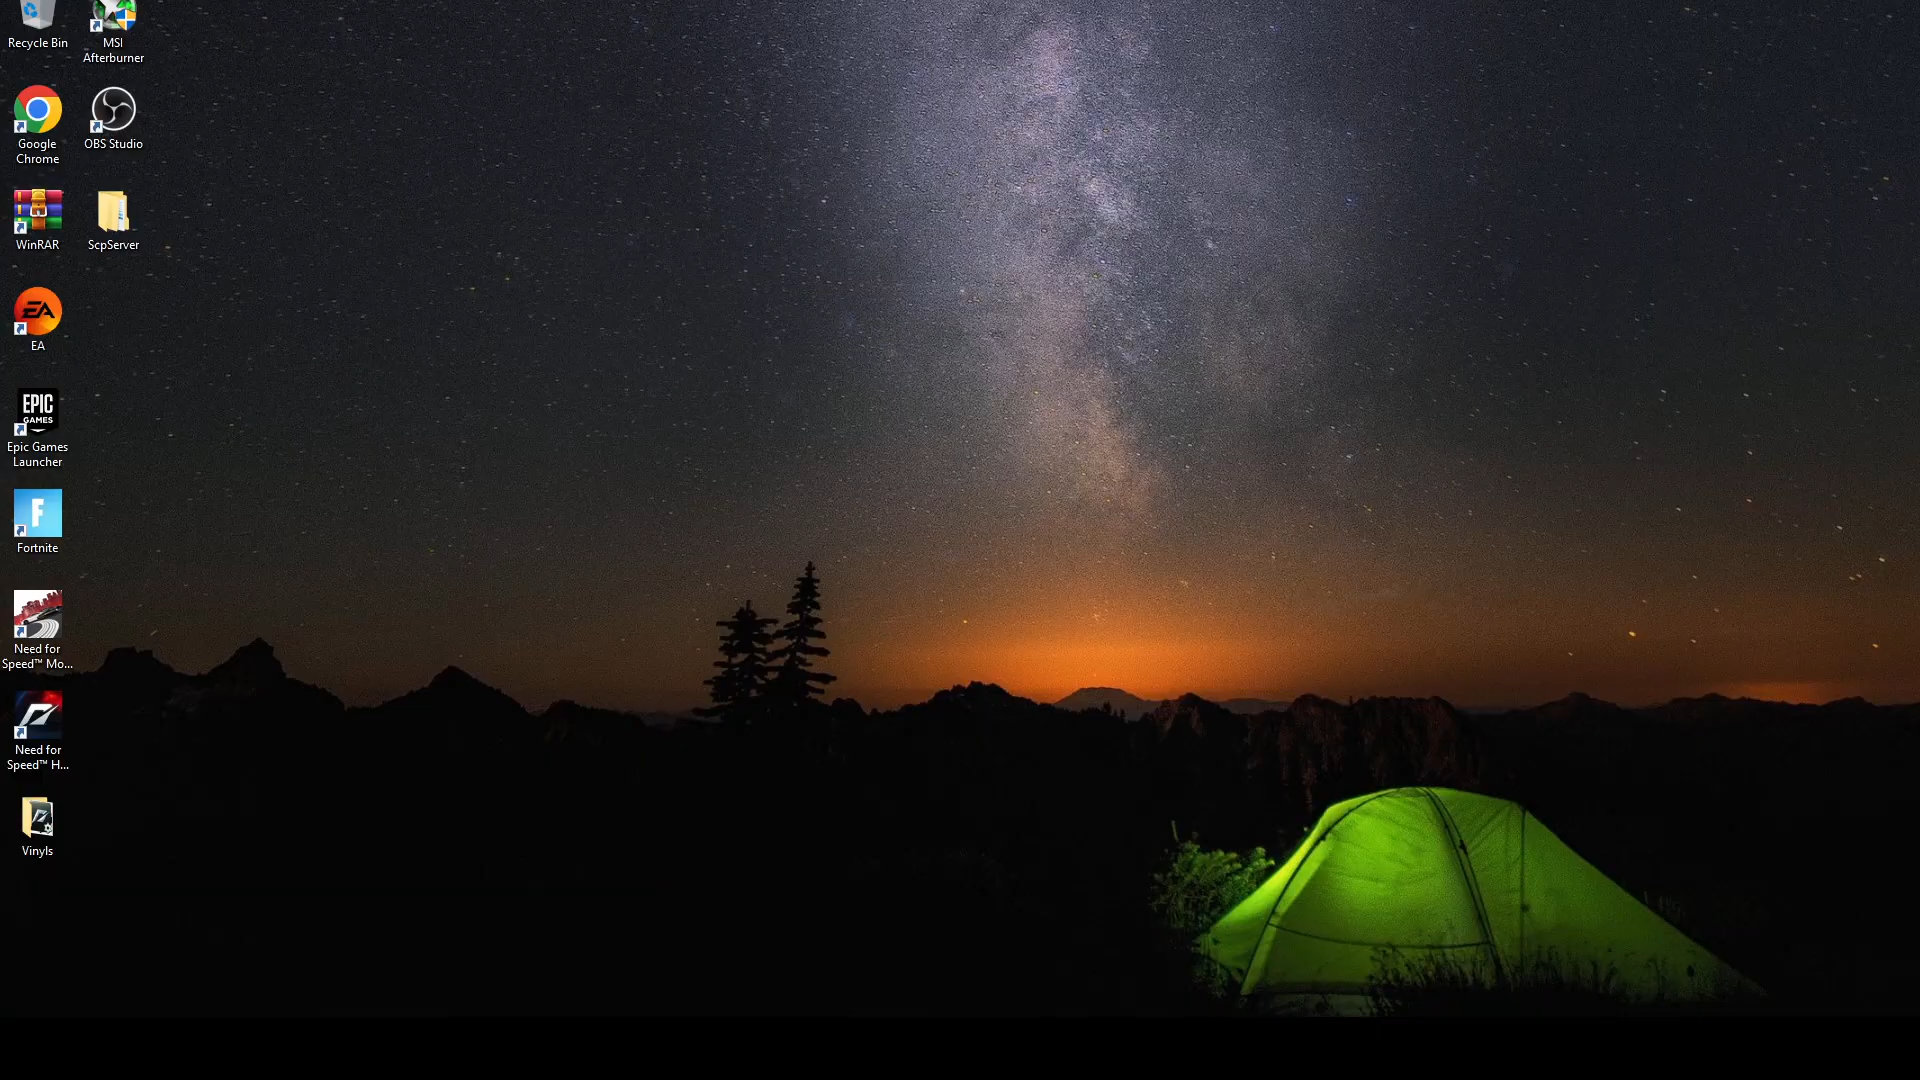 Recycle Bin
MSI
Afterburner
Google
Chrome
OBS Studio
WinRAR
ScpServer
EA
EA
EPIC
GAMES
Epic Games
Launcher
F
Fortnite
Need for
Speed™ Mo...
Need for
Speed™ H...
Vinyls